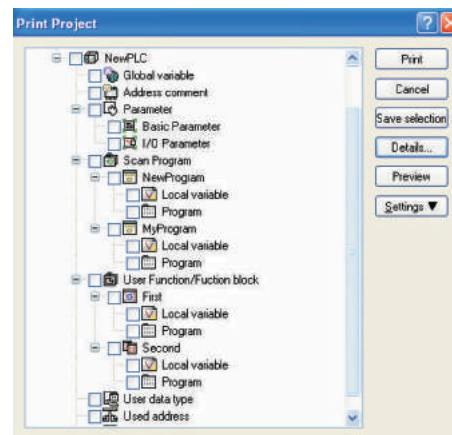 Print Project
NewPLC
Global variable
Address comment
Parameter
Basic Parameter
I/O Parameter
Scan Program
NewProgram
Local variable
Program
MyProgram
Local variable
Program
User Function/Fuction block
First
Local variable
Program
Second
Local variable
Program
User data type
Used address
Print
Cancel
Save selection
Details...
Preview
Settings ▼